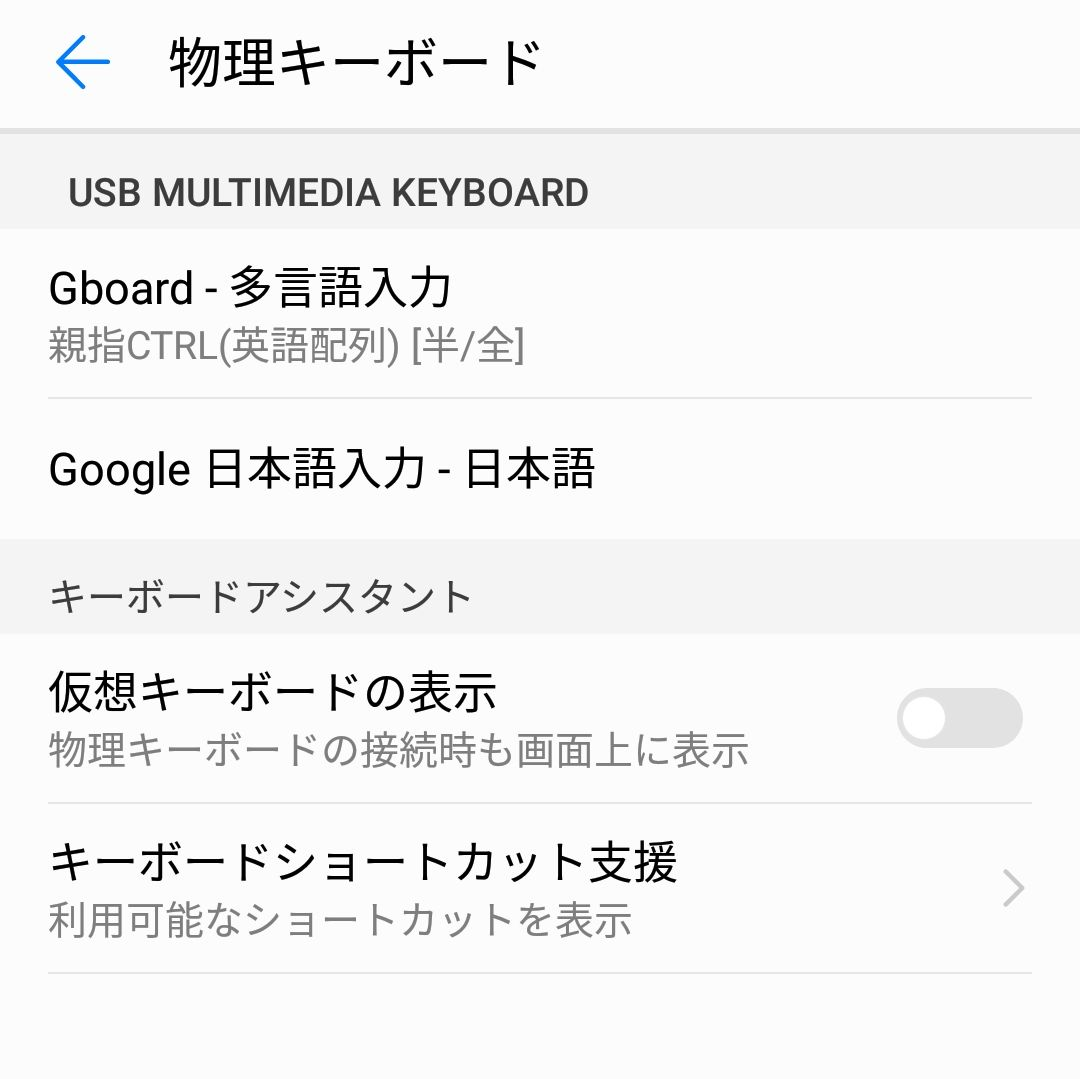 物理キーボード
USB MULTIMEDIA KEYBOARD
Gboard - 多言語入力
親指CTRL(英語配列) [半/全]
Google 日本語入力 - 日本語
キーボードアシスタント
仮想キーボードの表示
物理キーボードの接続時も画面上に表示
キーボードショートカット支援
利用可能なショートカットを表示